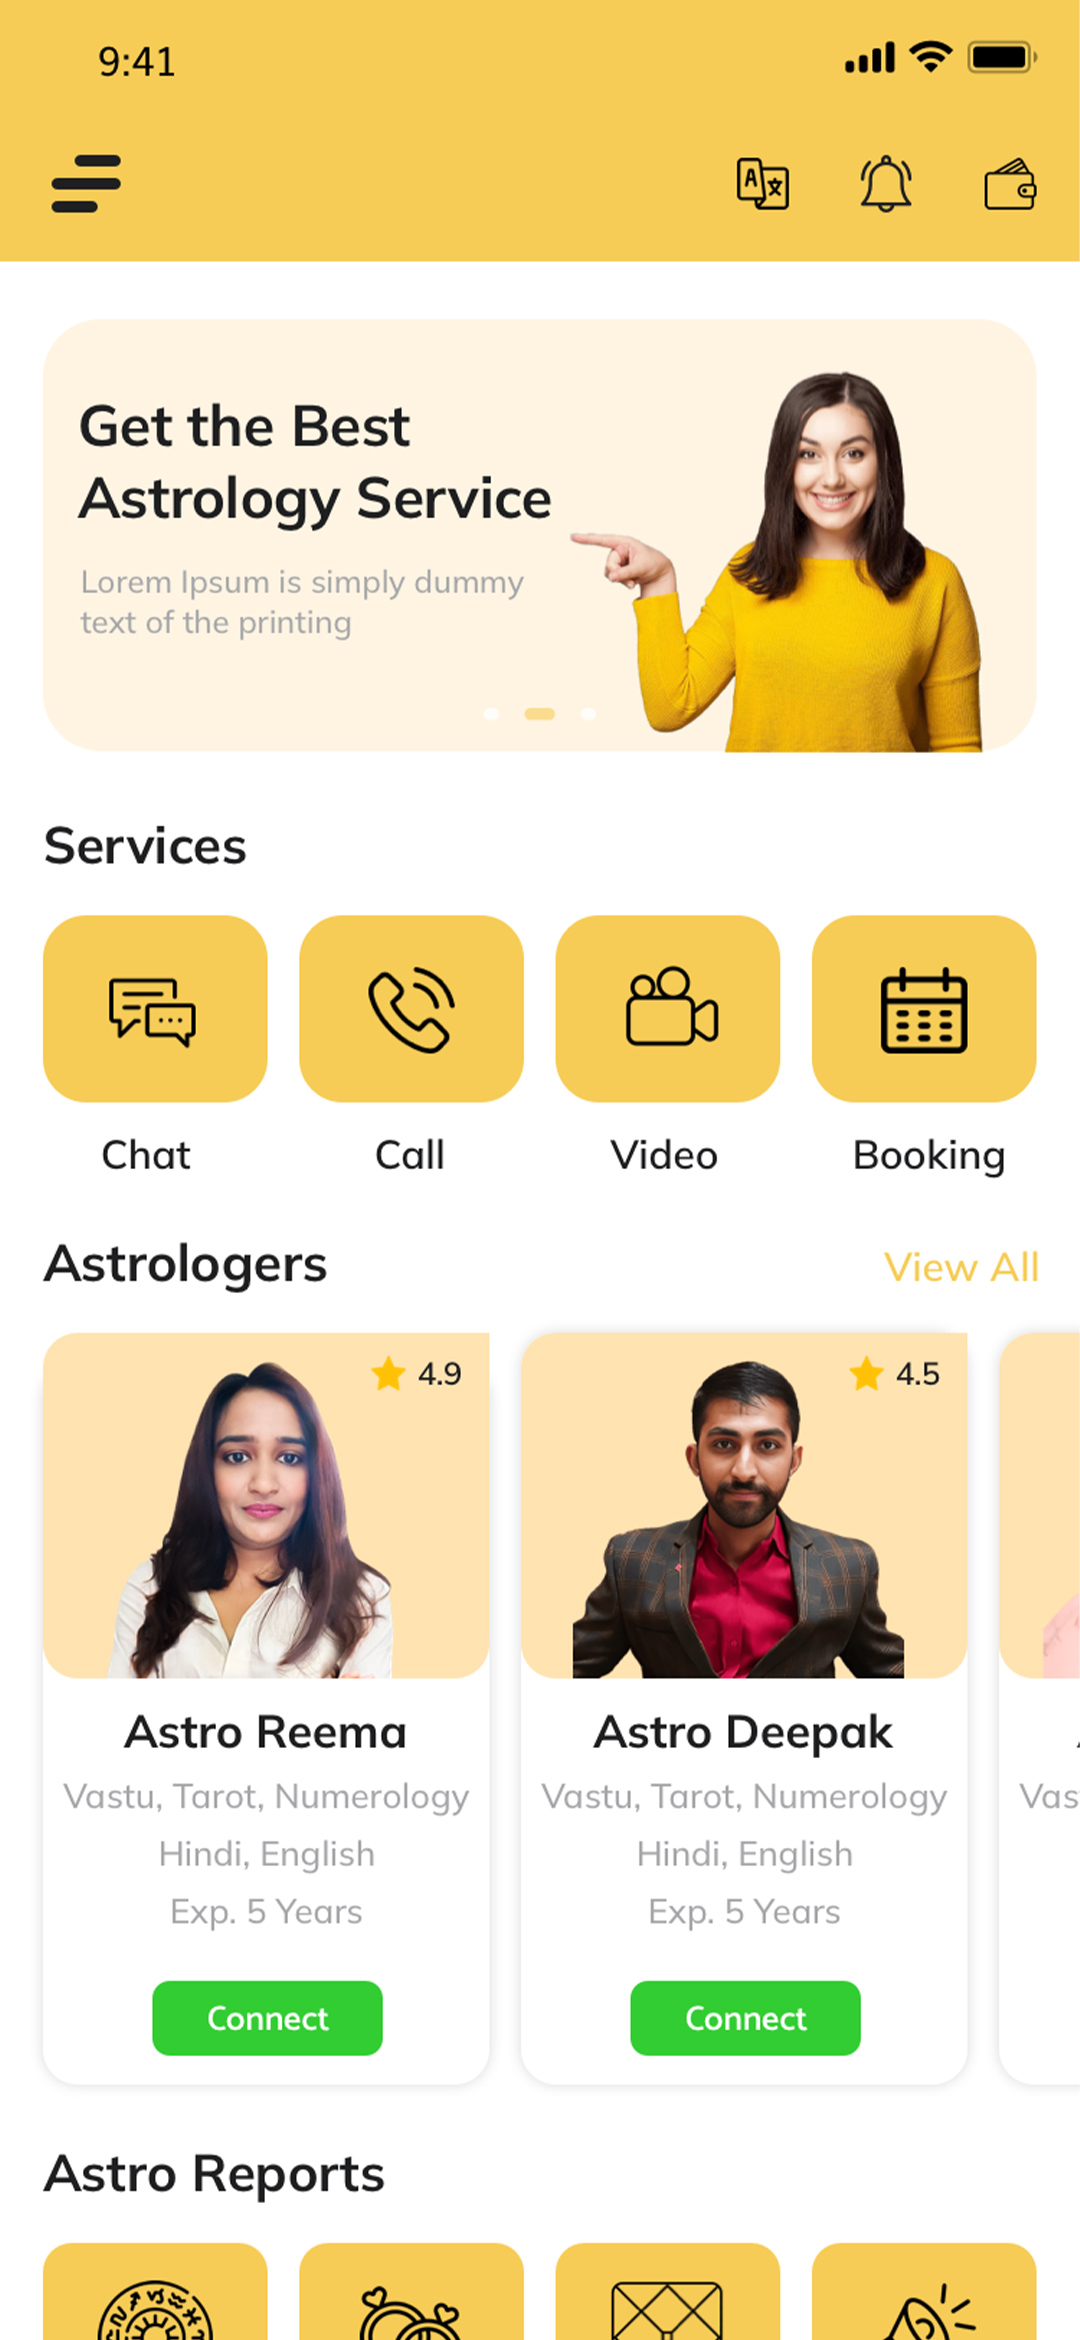 9:41
Get the Best
Astrology Service
Lorem Ipsum is simply dummy
text of the printing
Services
Chat
Call
Video
Booking
Astrologers
View All
4.9
4.5
Astro Reema
Astro Deepak
Vastu, Tarot, Numerology
Vastu, Tarot, Numerology
Vas
Hindi, English
Hindi, English
Exp. 5 Years
Exp. 5 Years
Connect
Connect
Astro Reports